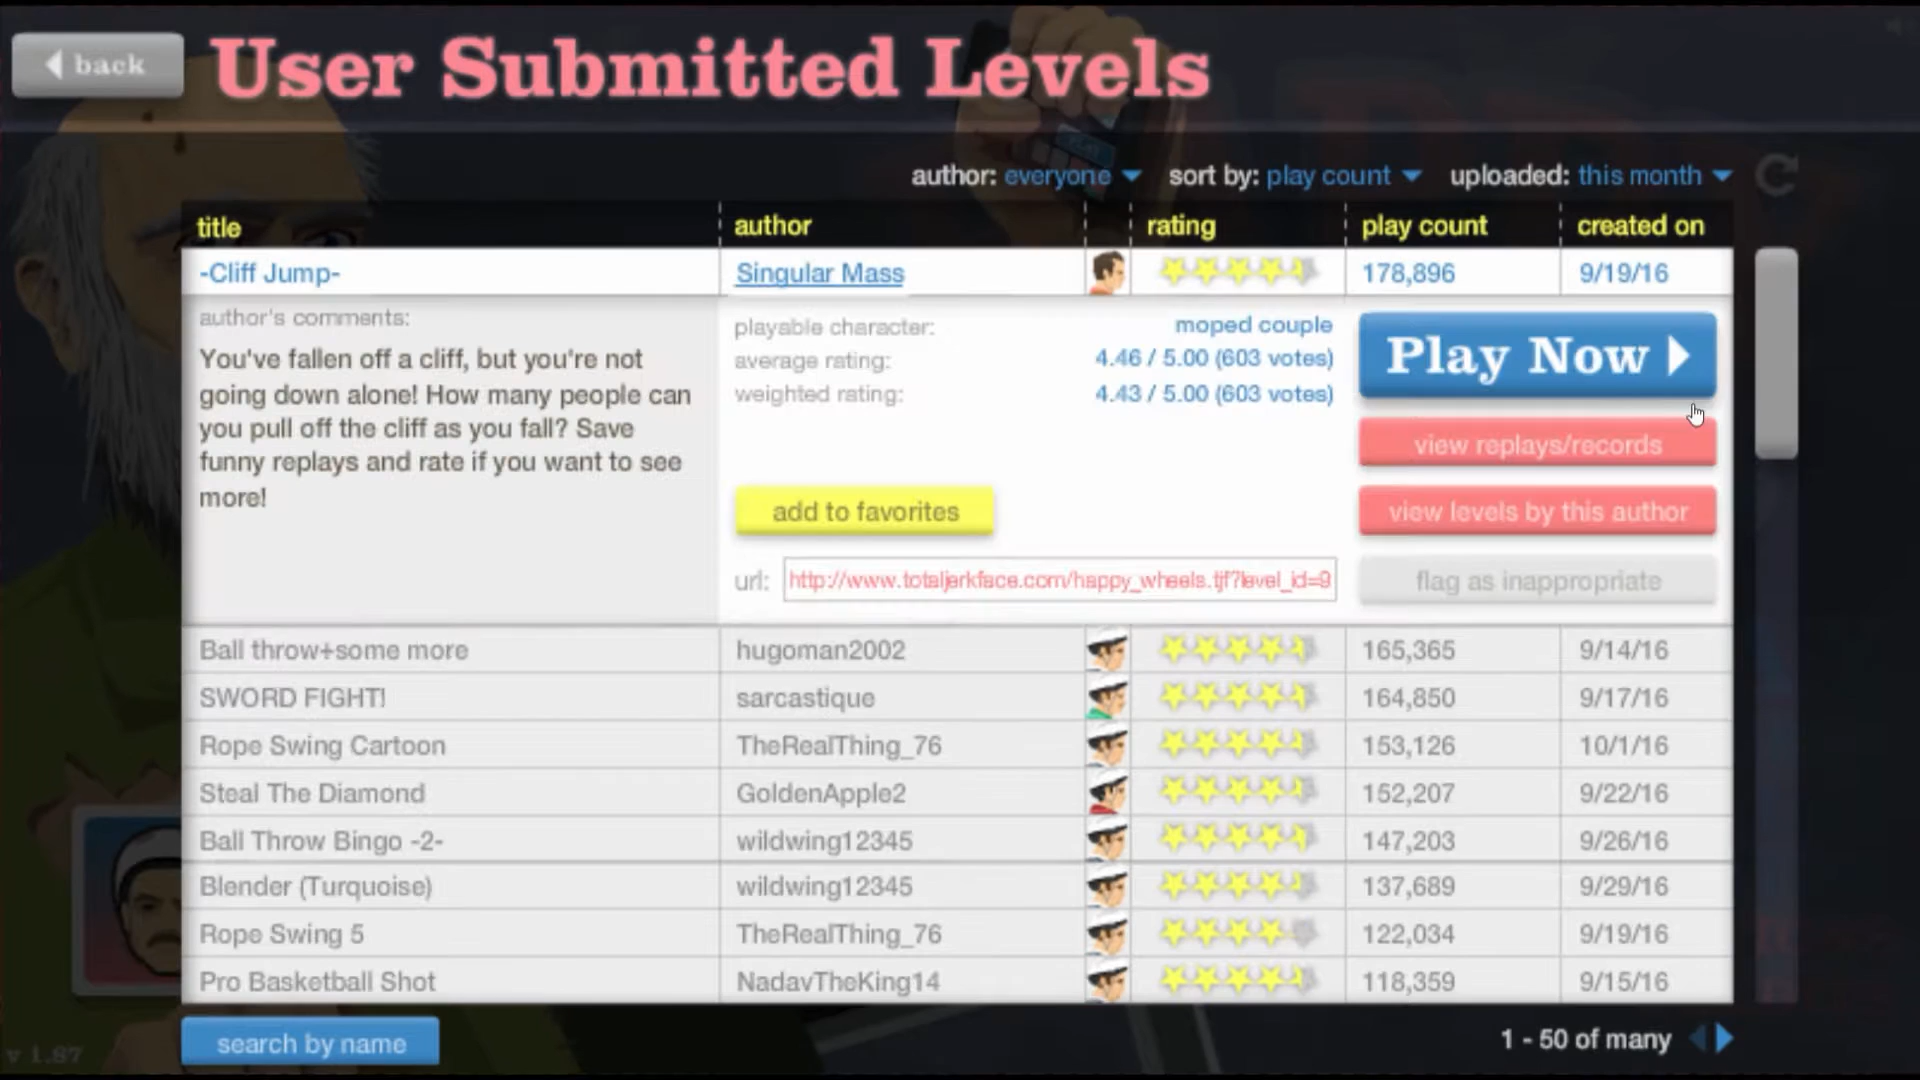 back
User Submitted Levels
author: everyone sort by: play count uploaded: this month
title author rating play count created on
-Cliff Jump- Singular Mass 178,896 9/19/16
author's comments:
You've fallen off a cliff, but you're not
going down alone! How many people can
you pull off the cliff as you fall? Save
funny replays and rate if you want to see
more!
playable character: moped couple
average rating: 4.46 / 5.00 (603 votes)
weighted rating: 4.43 / 5.00 (603 votes)
add to favorites
url: http://www.totaljerkface.com/happy_wheels.tjf?level_id=9
Play Now
view replays/records
view levels by this author
flag as inappropriate
Ball throw+some more hugoman2002 165,365 9/14/16
SWORD FIGHT! sarcastique 164,850 9/17/16
Rope Swing Cartoon TheRealThing_76 153,126 10/1/16
Steal The Diamond GoldenApple2 152,207 9/22/16
Ball Throw Bingo -2- wildwing12345 147,203 9/26/16
Blender (Turquoise) wildwing12345 137,689 9/29/16
Rope Swing 5 TheRealThing_76 122,034 9/19/16
Pro Basketball Shot NadavTheKing14 118,359 9/15/16
search by name
1 - 50 of many
v 1.87